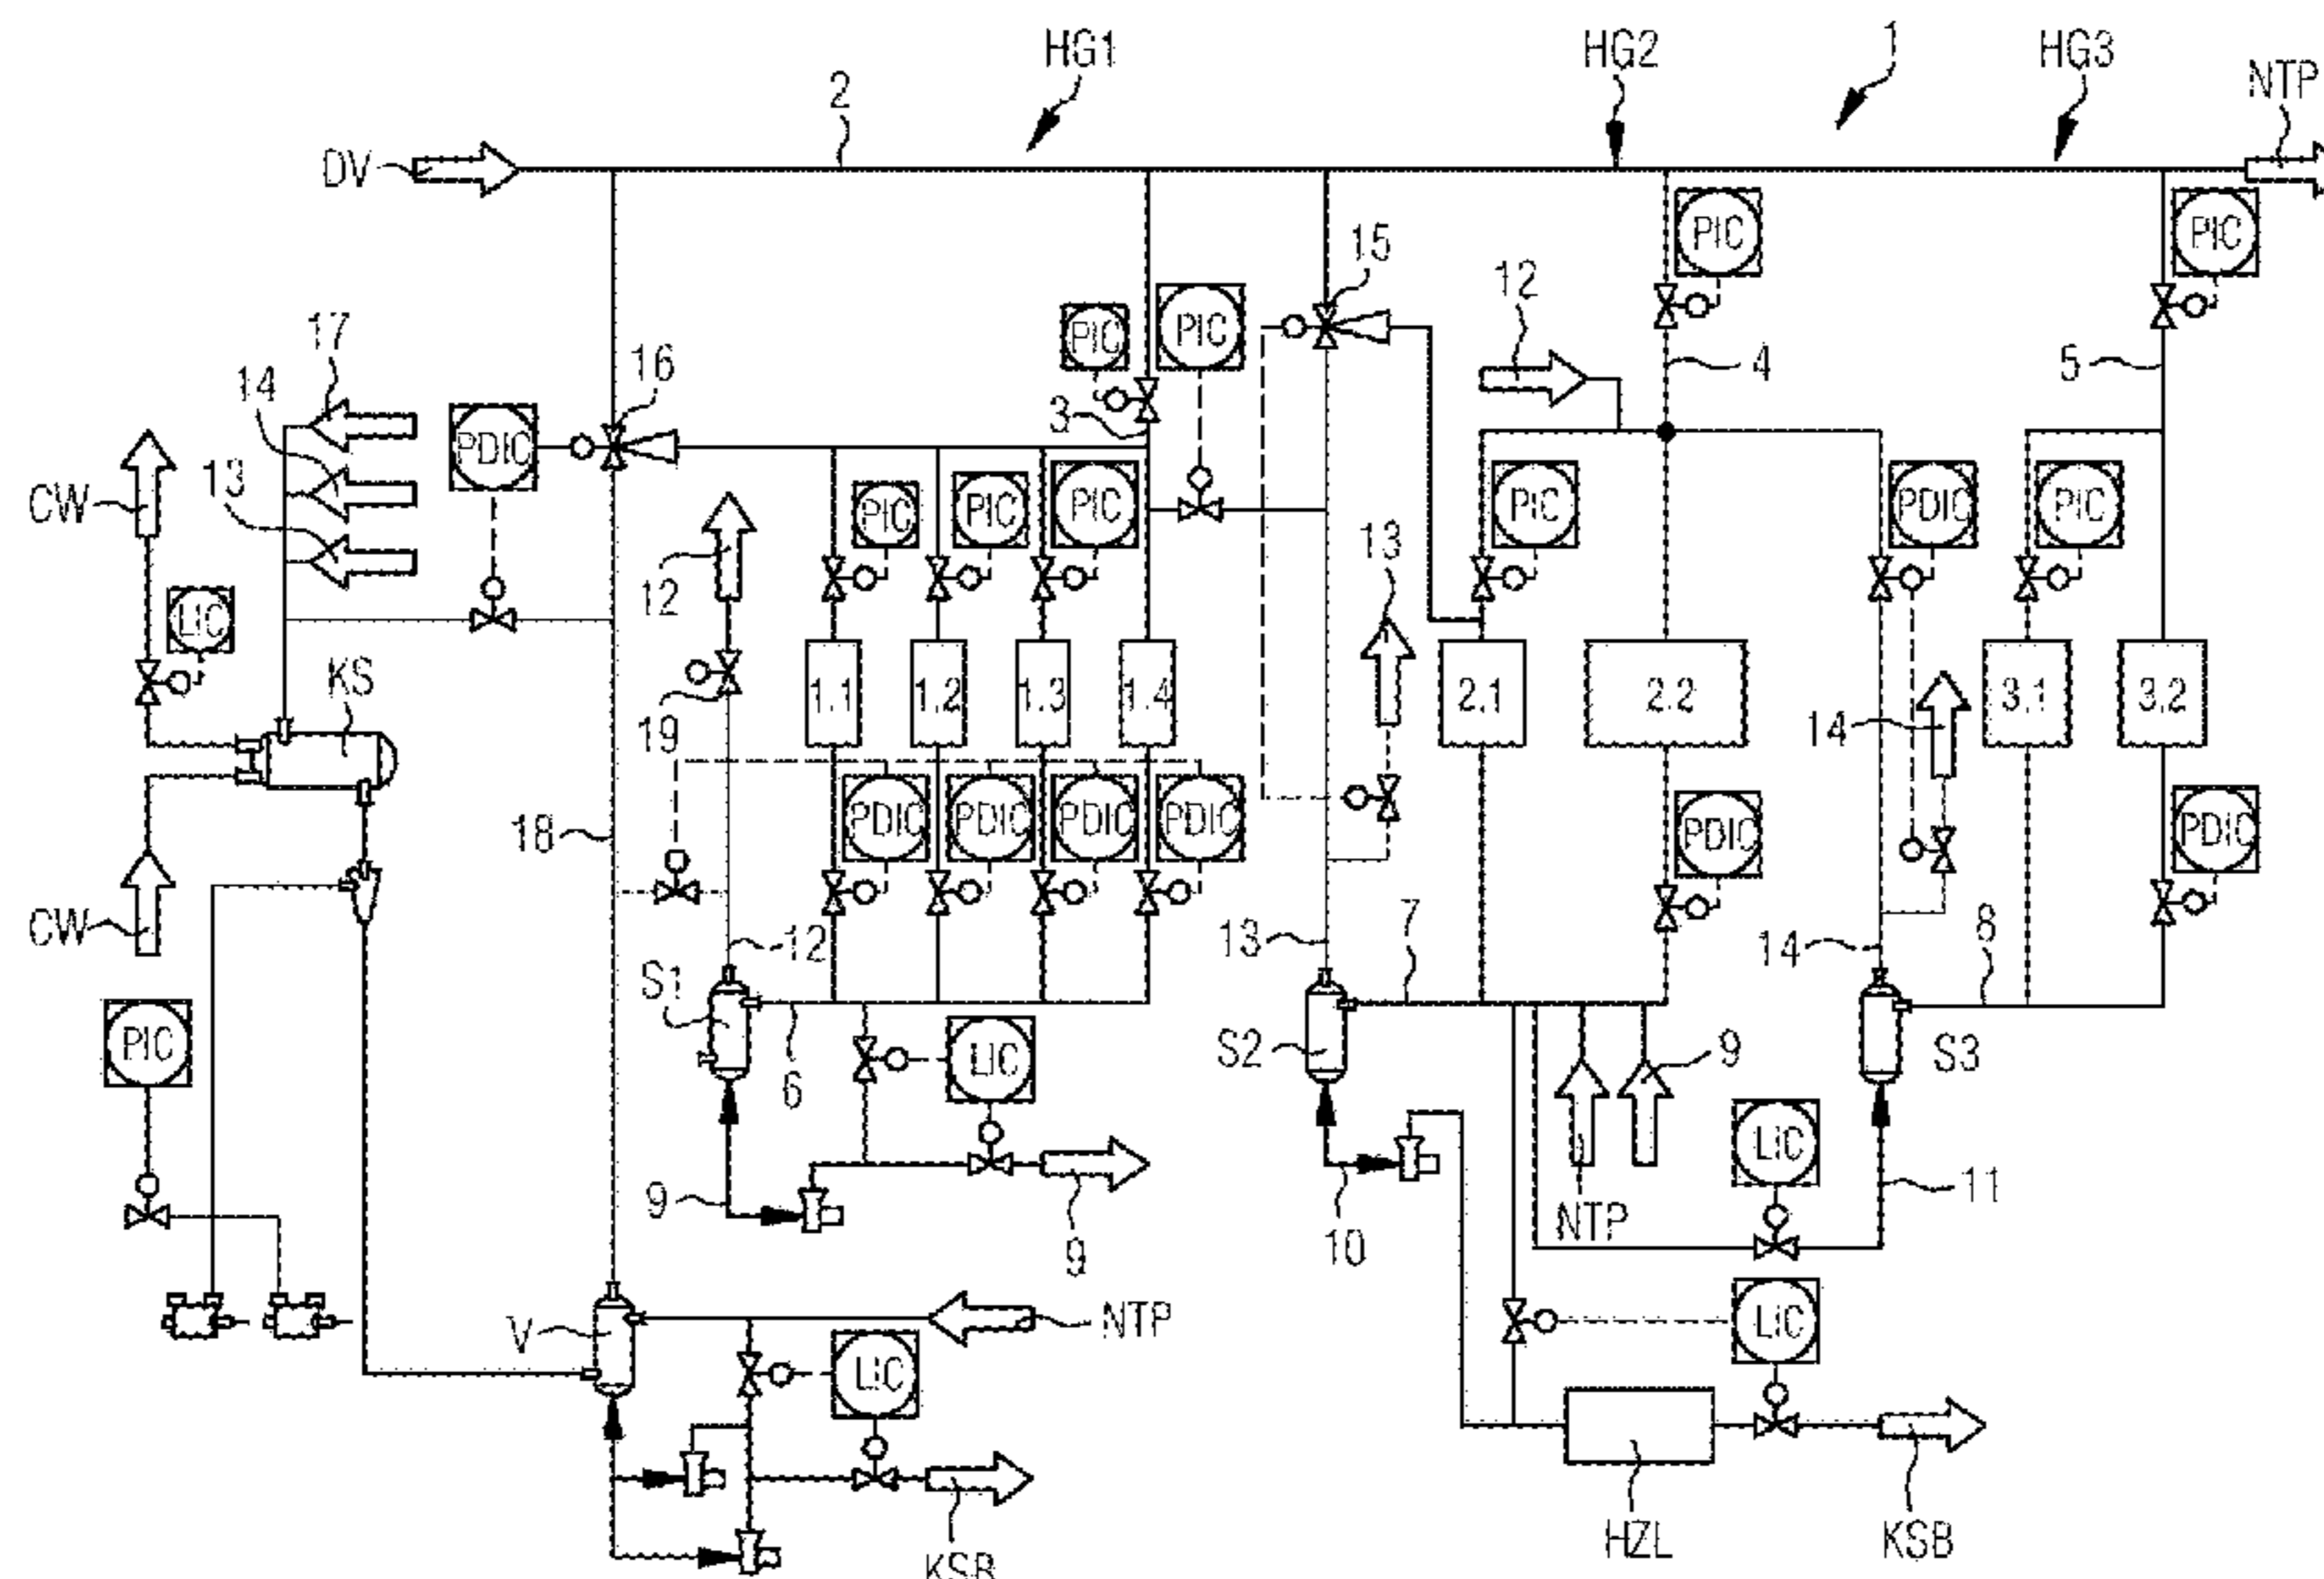 HG1
HG2
1
HG3
NTP
2
DV
PIC
PIC
15
17
12
PIC
PIC
16
4
5
14
3
PDIC
13
CW
PIC
PIC
PIC
PIC
PDIC
PIC
13
12
LIC
KS
1.1
1.2
1.3
1.4
2.1
2.2
14
3.1
3.2
19
18
PDIC
PDIC
PDIC
PDIC
PDIC
PDIC
CW
12
13
7
14
8
S1
PIC
6
LIC
S2
9
S3
LIC
9
9
10
NTP
11
V
NTP
LIC
LIC
KSB
HZL
KSB